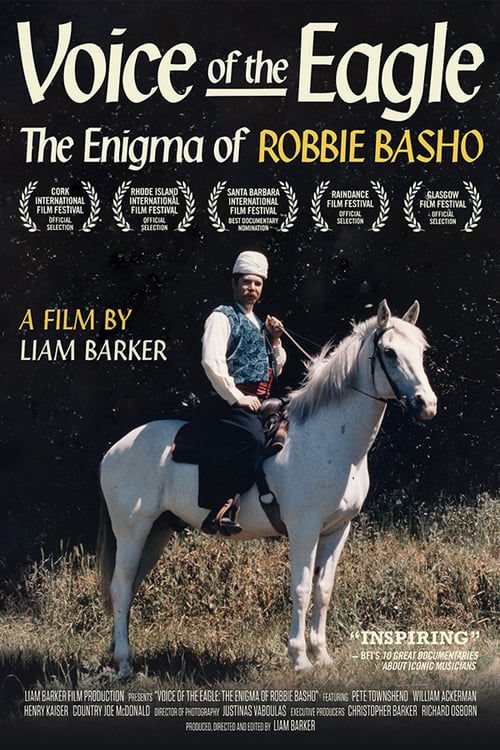 Voice of the Eagle
The Enigma of ROBBIE BASHO
CORK
INTERNATIONAL
FILM FESTIVAL
OFFICIAL
SELECTION
RHODE ISLAND
INTERNATIONAL
FILM FESTIVAL
OFFICIAL
SELECTION
SANTA BARBARA
INTERNATIONAL
FILM FESTIVAL
BEST DOCUMENTARY
NOMINATION
RAINDANCE
FILM FESTIVAL
OFFICIAL
SELECTION
GLASGOW
FILM FESTIVAL
OFFICIAL
SELECTION
A FILM BY
LIAM BARKER
"INSPIRING"
– BFI'S 10 GREAT DOCUMENTARIES
ABOUT ICONIC MUSICIANS
LIAM BARKER FILM PRODUCTION PRESENTS "VOICE OF THE EAGLE: THE ENIGMA OF ROBBIE BASHO" FEATURING PETE TOWNSHEND WILLIAM ACKERMAN
HENRY KAISER COUNTRY JOE McDONALD DIRECTOR OF PHOTOGRAPHY JUSTINAS VABOULAS EXECUTIVE PRODUCERS CHRISTOPHER BARKER RICHARD OSBORN
PRODUCED, DIRECTED AND EDITED BY LIAM BARKER